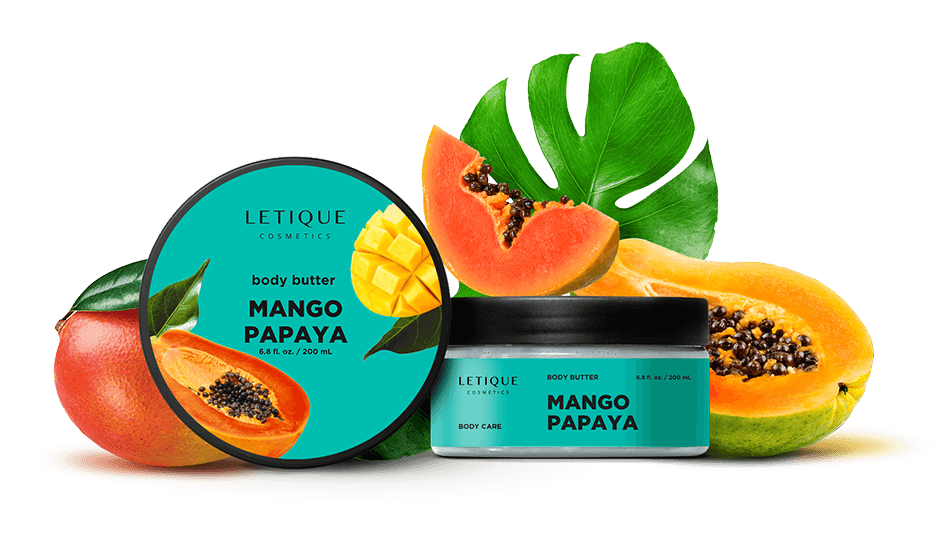 LETIQUE
COSMETICS
body butter
MANGO
PAPAYA
6.8 fl. oz. / 200 mL
LETIQUE
COSMETICS
BODY CARE
BODY BUTTER
6.8 fl. oz. / 200 mL
MANGO
PAPAYA